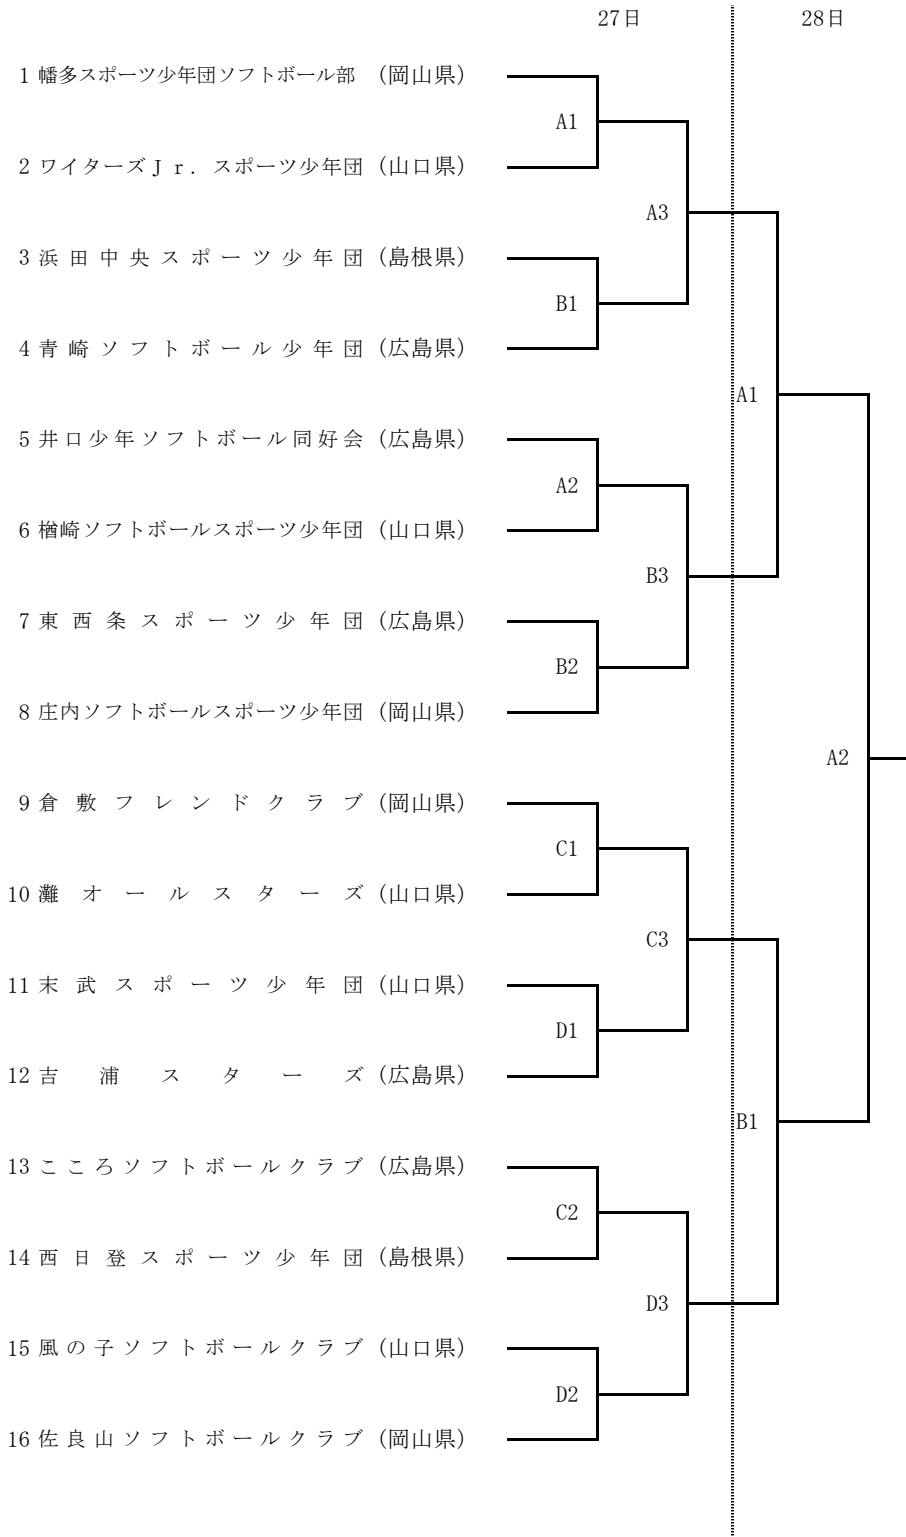 27日 28日
1 幡多スポーツ少年団ソフトボール部 (岡山県)
A1
2 ワイターズＪｒ．スポーツ少年団 (山口県)
A3
3 浜田中央スポーツ少年団 (島根県)
B1
4 青崎ソフトボール少年団 (広島県)
A1
5 井口少年ソフトボール同好会 (広島県)
A2
6 楢崎ソフトボールスポーツ少年団 (山口県)
B3
7 東西条スポーツ少年団 (広島県)
B2
8 庄内ソフトボールスポーツ少年団 (岡山県)
A2
9 倉敷フレンドクラブ (岡山県)
C1
10 灘オールスターズ (山口県)
C3
11 末武スポーツ少年団 (山口県)
D1
12 吉浦スターズ (広島県)
B1
13 こころソフトボールクラブ (広島県)
C2
14 西日登スポーツ少年団 (島根県)
D3
15 風の子ソフトボールクラブ (山口県)
D2
16 佐良山ソフトボールクラブ (岡山県)